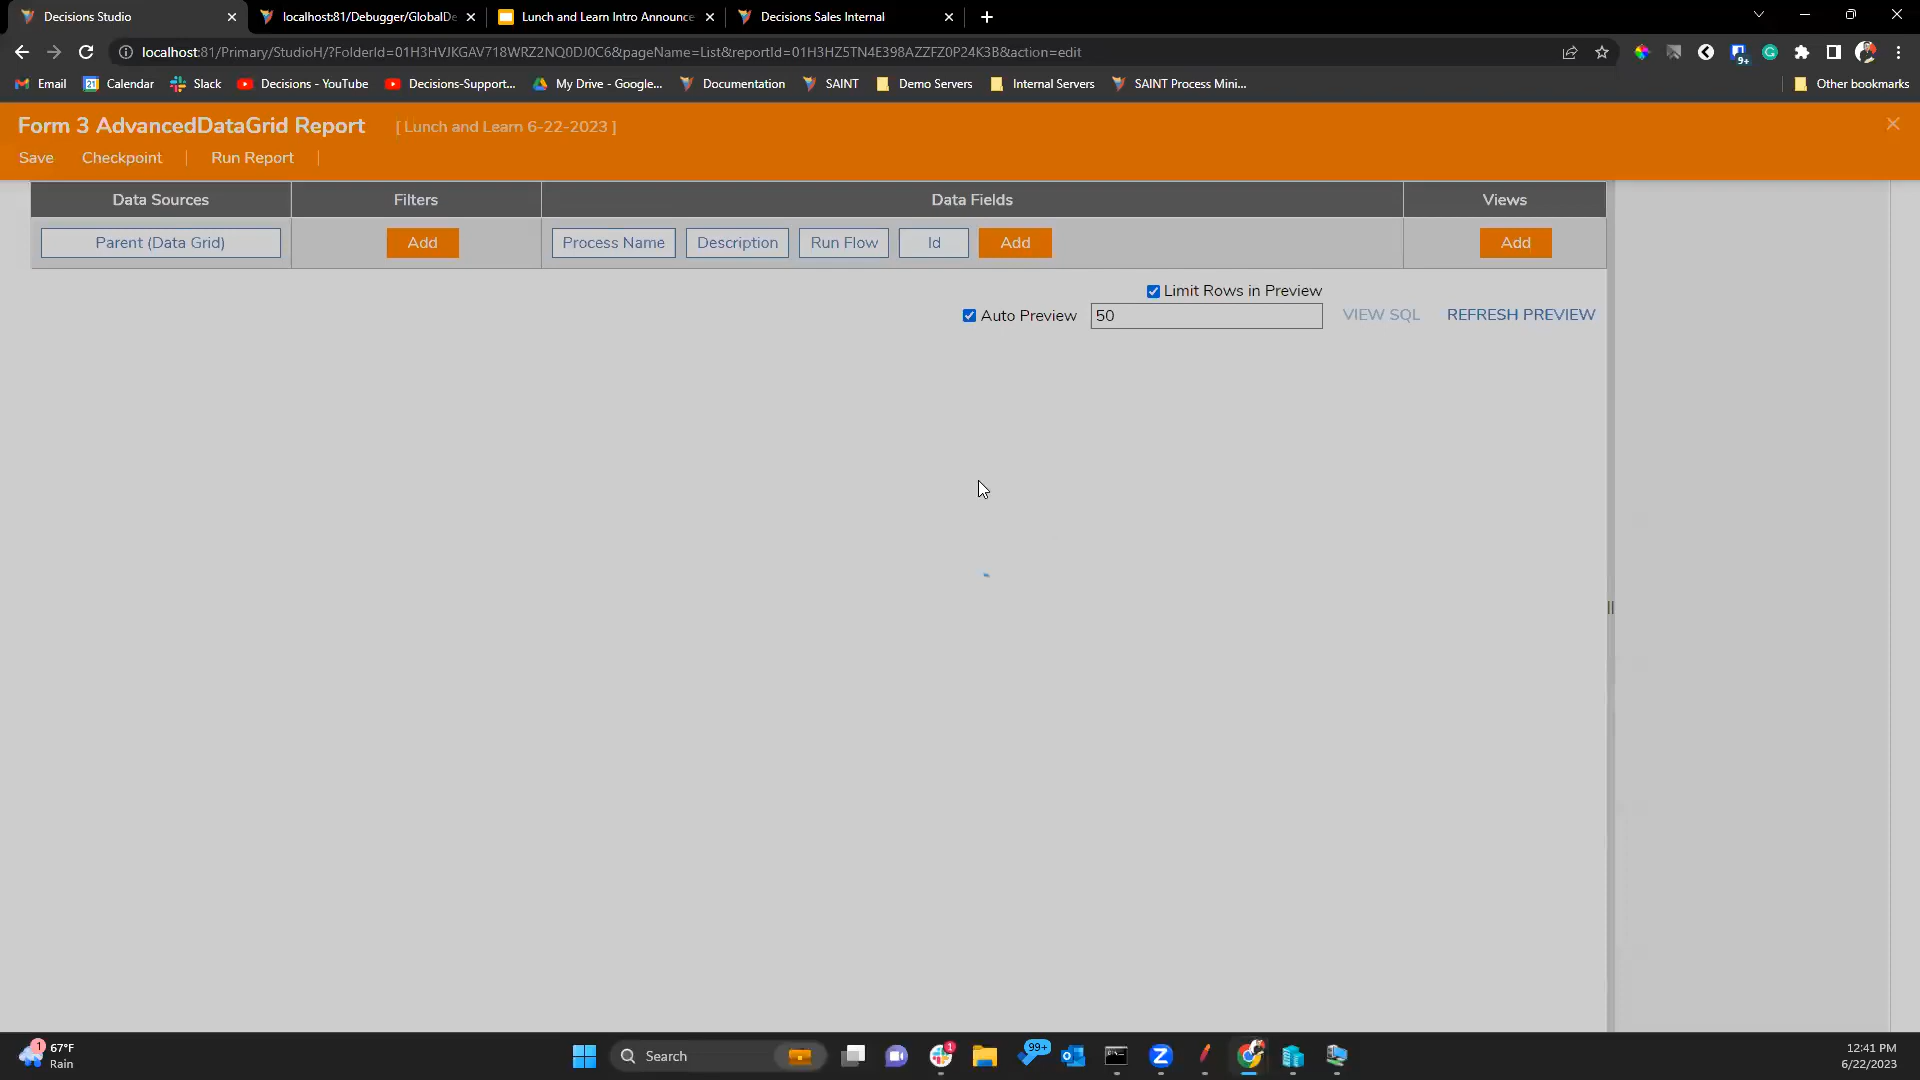 Decisions Studio
localhost:81/Debugger/GlobalDe
Lunch and Learn Intro Announce
Decisions Sales Internal
localhost:81/Primary/StudioH/?FolderId=01H3HVJKGAV718WRZ2NQ0DJ0C6&pageName=List&reportId=01H3HZ5TN4E398AZZFZ0P24K3B&action=edit
9+
Email
31
Calendar
Slack
Decisions - YouTube
Decisions-Support...
My Drive - Google...
Documentation
SAINT
Demo Servers
Internal Servers
SAINT Process Mini...
Other bookmarks
Form 3 AdvancedDataGrid Report
[ Lunch and Learn 6-22-2023 ]
Save
Checkpoint
Run Report
Data Sources
Filters
Data Fields
Views
Parent (Data Grid)
Add
Process Name
Description
Run Flow
Id
Add
Add
Limit Rows in Preview
Auto Preview
50
VIEW SQL
REFRESH PREVIEW
1
67°F
Rain
Search
1
99+
12:41 PM
6/22/2023